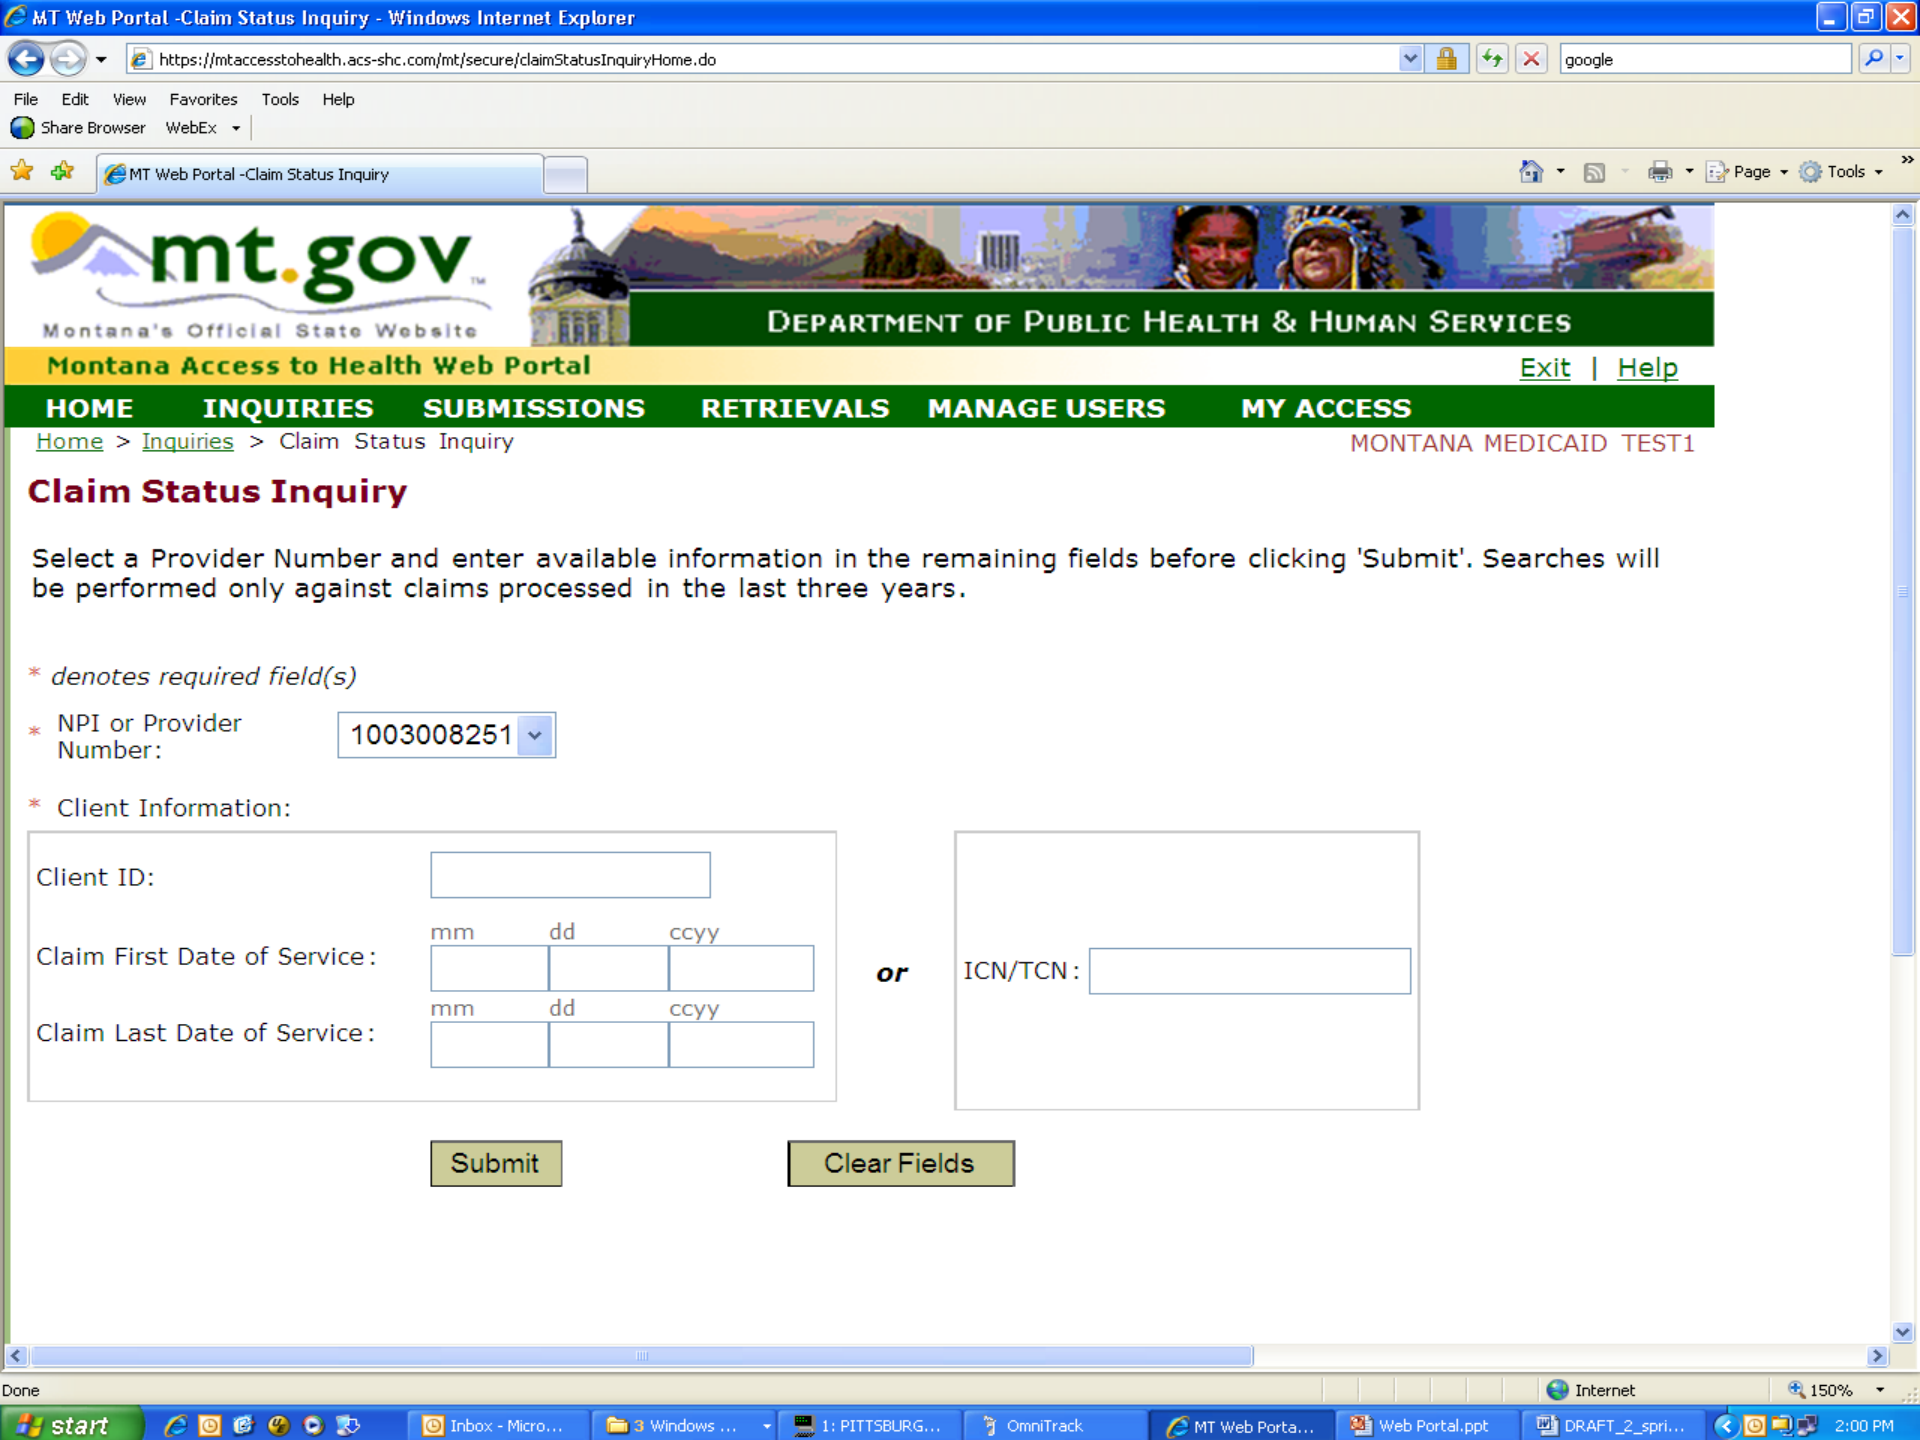 MT Web Portal -Claim Status Inquiry - Windows Internet Explorer
https://mtaccesstohealth.acs-shc.com/mt/secure/claimStatusInquiryHome.do
google
File Edit View Favorites Tools Help
Share Browser WebEx
MT Web Portal -Claim Status Inquiry
Page Tools »
mt.gov TM
Montana's Official State Website
DEPARTMENT OF PUBLIC HEALTH & HUMAN SERVICES
Montana Access to Health Web Portal
Exit | Help
HOME INQUIRIES SUBMISSIONS RETRIEVALS MANAGE USERS MY ACCESS
Home > Inquiries > Claim Status Inquiry
MONTANA MEDICAID TEST1
Claim Status Inquiry
Select a Provider Number and enter available information in the remaining fields before clicking 'Submit'. Searches will
be performed only against claims processed in the last three years.
* denotes required field(s)
* NPI or Provider
Number:
1003008251
* Client Information:
Client ID:
mm dd ccyy
Claim First Date of Service:
mm dd ccyy
Claim Last Date of Service:
or
ICN/TCN:
Submit
Clear Fields
Done
Internet
150%
start
Inbox - Micro...
3 Windows ...
1: PITTSBURG...
OmniTrack
MT Web Porta...
Web Portal.ppt
DRAFT_2_spri...
2:00 PM